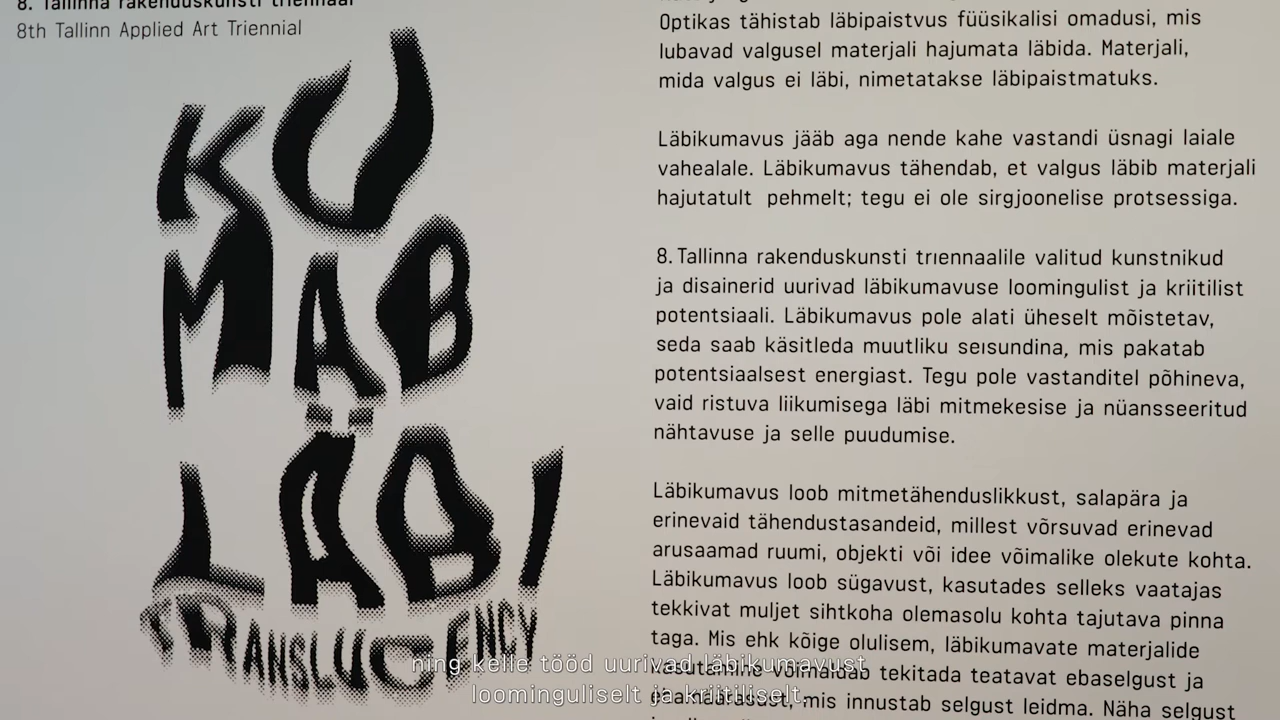 8. Tallinna rakenduskunsti triennaal
8th Tallinn Applied Art Triennial
KU
MAB
LÄBI
TRANSLUCENCY
Optikas tähistab läbipaistvus füüsikalisi omadusi, mis
lubavad valgusel materjali hajumata läbida. Materjali,
mida valgus ei läbi, nimetatakse läbipaistmatuks.
Läbikumavus jääb aga nende kahe vastandi üsnagi laiale
vahealale. Läbikumavus tähendab, et valgus läbib materjali
hajutatult pehmelt; tegu ei ole sirgjoonelise protsessiga.
8. Tallinna rakenduskunsti triennaalile valitud kunstnikud
ja disainerid uurivad läbikumavuse loomingulist ja kriitilist
potentsiaali. Läbikumavus pole alati üheselt mõistetav,
seda saab käsitleda muutliku seisundina, mis pakatab
potentsiaalsest energiast. Tegu pole vastanditel põhineva,
vaid ristuva liikumisega läbi mitmekesise ja nüansseeritud
nähtavuse ja selle puudumise.
Läbikumavus loob mitmetähenduslikkust, salapära ja
erinevaid tähendustasandeid, millest võrsuvad erinevad
arusaamad ruumi, objekti või idee võimalike olekute kohta.
Läbikumavus loob sügavust, kasutades selleks vaatajas
tekkivat muljet sihtkoha olemasolu kohta tajutava pinna
taga. Mis ehk kõige olulisem, läbikumavate materjalide
kasutamine võimaldab tekitada teatavat ebaselgust ja
ebamäärasust, mis innustab selgust leidma. Näha selgust
ning kelle tööd uurivad läbikumavust
loominguliselt ja kriitiliselt.